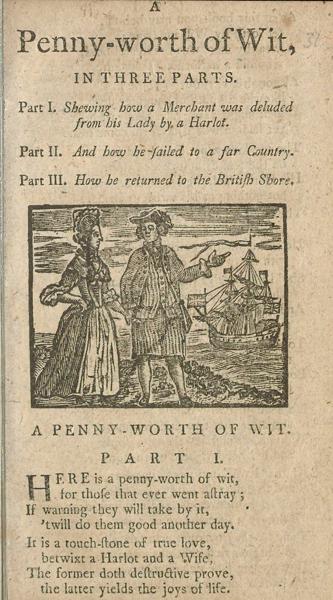 A
Penny-worth of Wit,
IN THREE PARTS.
Part I. Shewing how a Merchant was deluded
from his Lady by a Harlot.
Part II. And how he ſailed to a far Country.
Part III. How he returned to the Britiſh Shore.
A PENNY-WORTH OF WIT.
PART I.
HERE is a penny-worth of wit,
for thoſe that ever went aſtray;
If warning they will take by it,
'twill do them good another day.
It is a touch-ſtone of true love,
betwixt a Harlot and a Wife,
The former doth deſtructive prove,
the latter yields the joys of life.